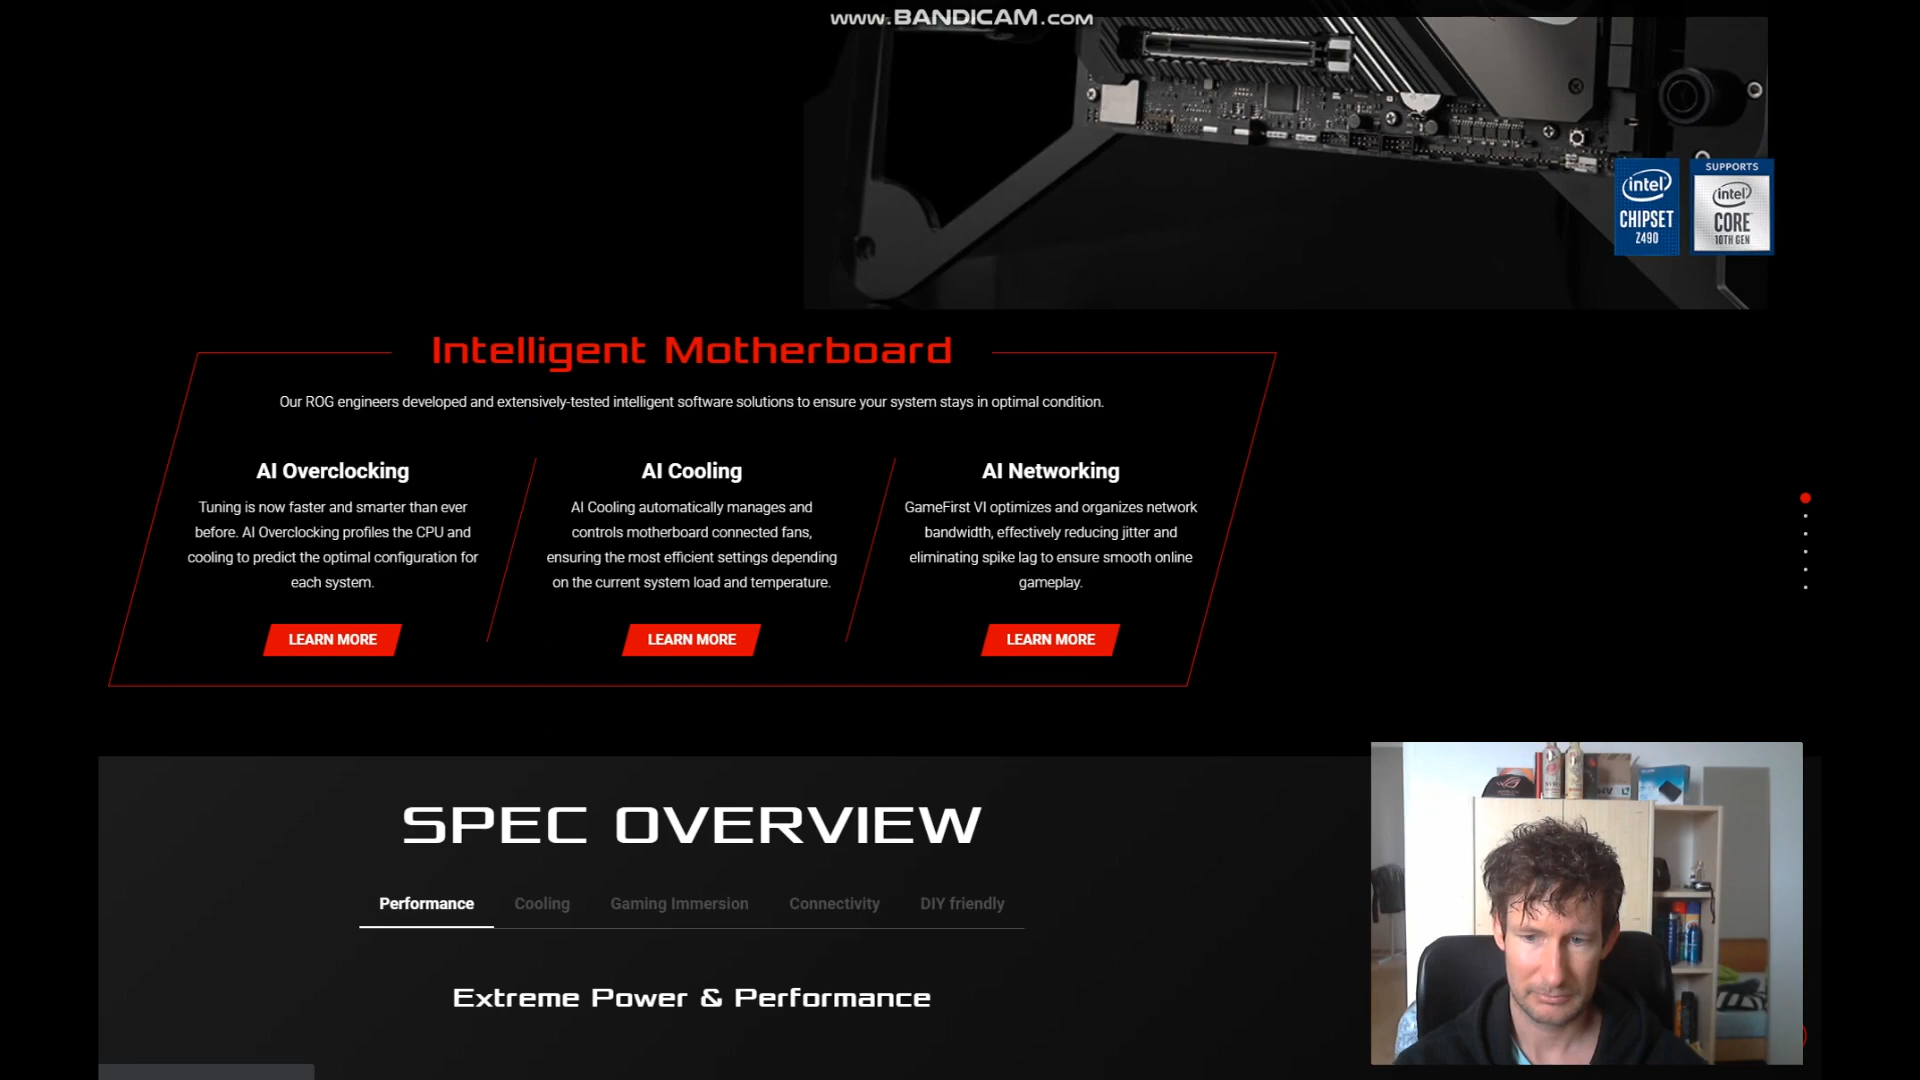 www.BANDICAM.com
SUPPORTS
intel
CHIPSET
Z490
intel
CORE
10TH GEN
Intelligent Motherboard
Our ROG engineers developed and extensively-tested intelligent software solutions to ensure your system stays in optimal condition.
AI Overclocking
Tuning is now faster and smarter than ever
before. AI Overclocking profiles the CPU and
cooling to predict the optimal configuration for
each system.
LEARN MORE
AI Cooling
AI Cooling automatically manages and
controls motherboard connected fans,
ensuring the most efficient settings depending
on the current system load and temperature.
LEARN MORE
AI Networking
GameFirst VI optimizes and organizes network
bandwidth, effectively reducing jitter and
eliminating spike lag to ensure smooth online
gameplay.
LEARN MORE
SPEC OVERVIEW
Performance
Cooling
Gaming Immersion
Connectivity
DIY friendly
Extreme Power & Performance